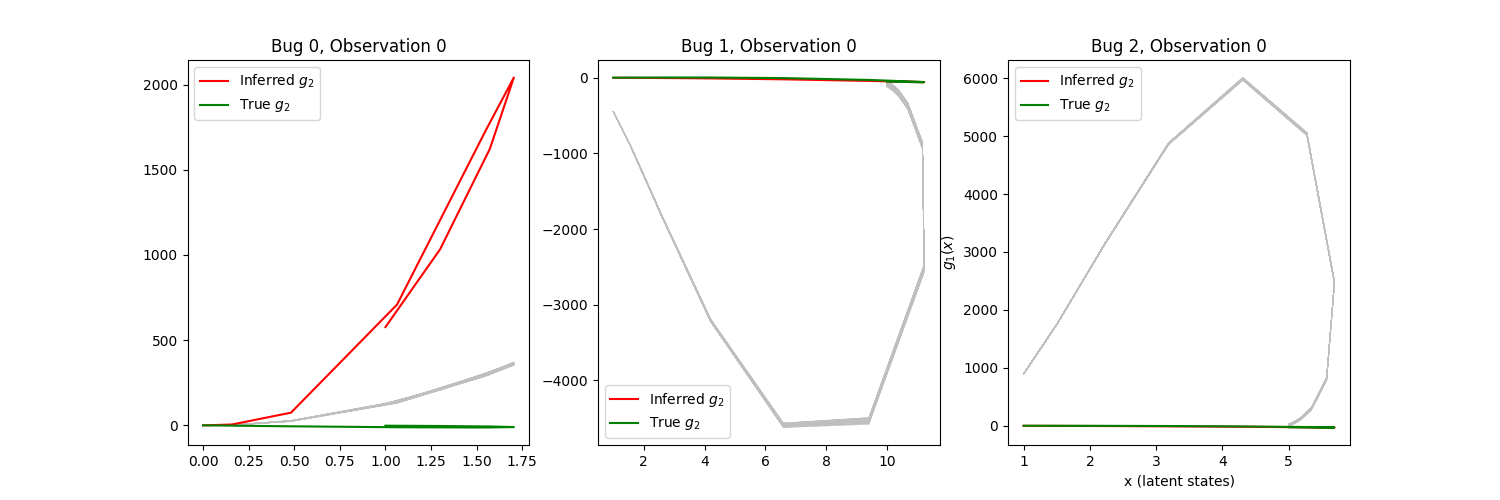 Bug 0, Observation 0
Inferred g₂
True g₂
2000
1500
1000
500
0
0.00 0.25 0.50 0.75 1.00 1.25 1.50 1.75
Bug 1, Observation 0
0
−1000
−2000
−3000
−4000
Inferred g₂
True g₂
2 4 6 8 10
Bug 2, Observation 0
Inferred g₂
True g₂
g₁(x)
6000
5000
4000
3000
2000
1000
0
1 2 3 4 5
x (latent states)